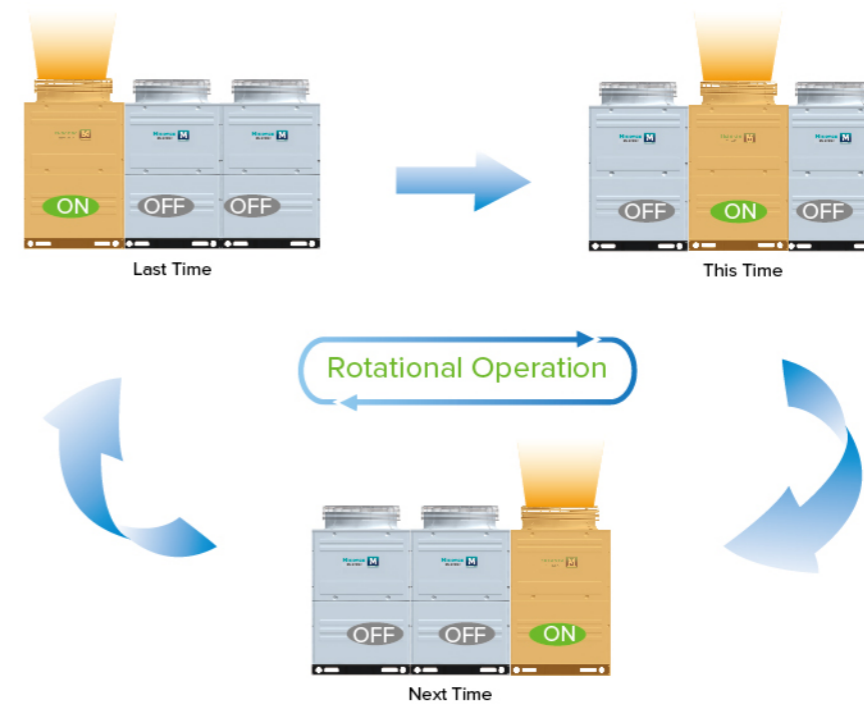 ON
OFF
OFF
Last Time
OFF
ON
OFF
This Time
Rotational Operation
OFF
OFF
ON
Next Time